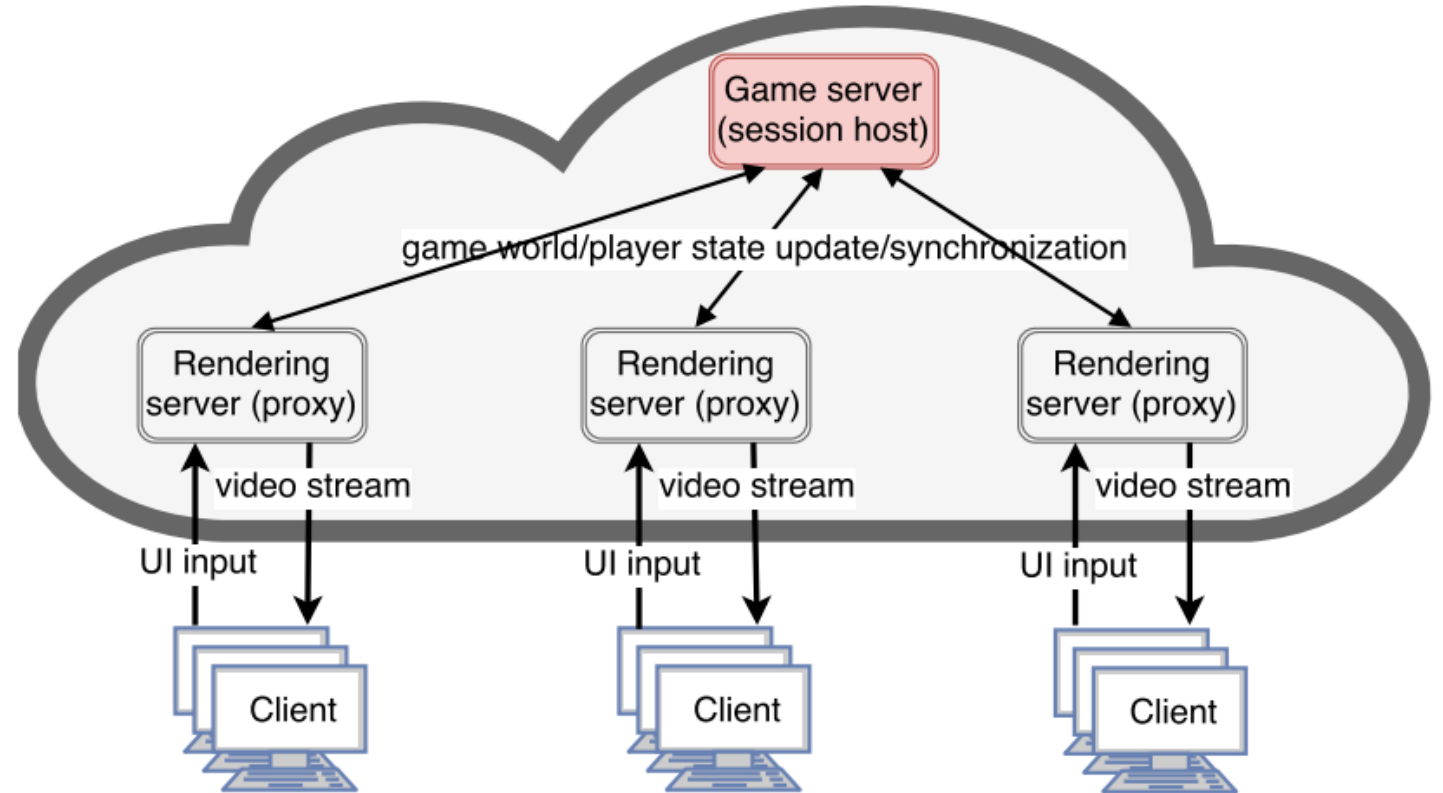 Game server
(session host)
game world/player state update/synchronization
Rendering
server (proxy)
Rendering
server (proxy)
Rendering
server (proxy)
video stream
video stream
video stream
UI input
UI input
UI input
Client
Client
Client